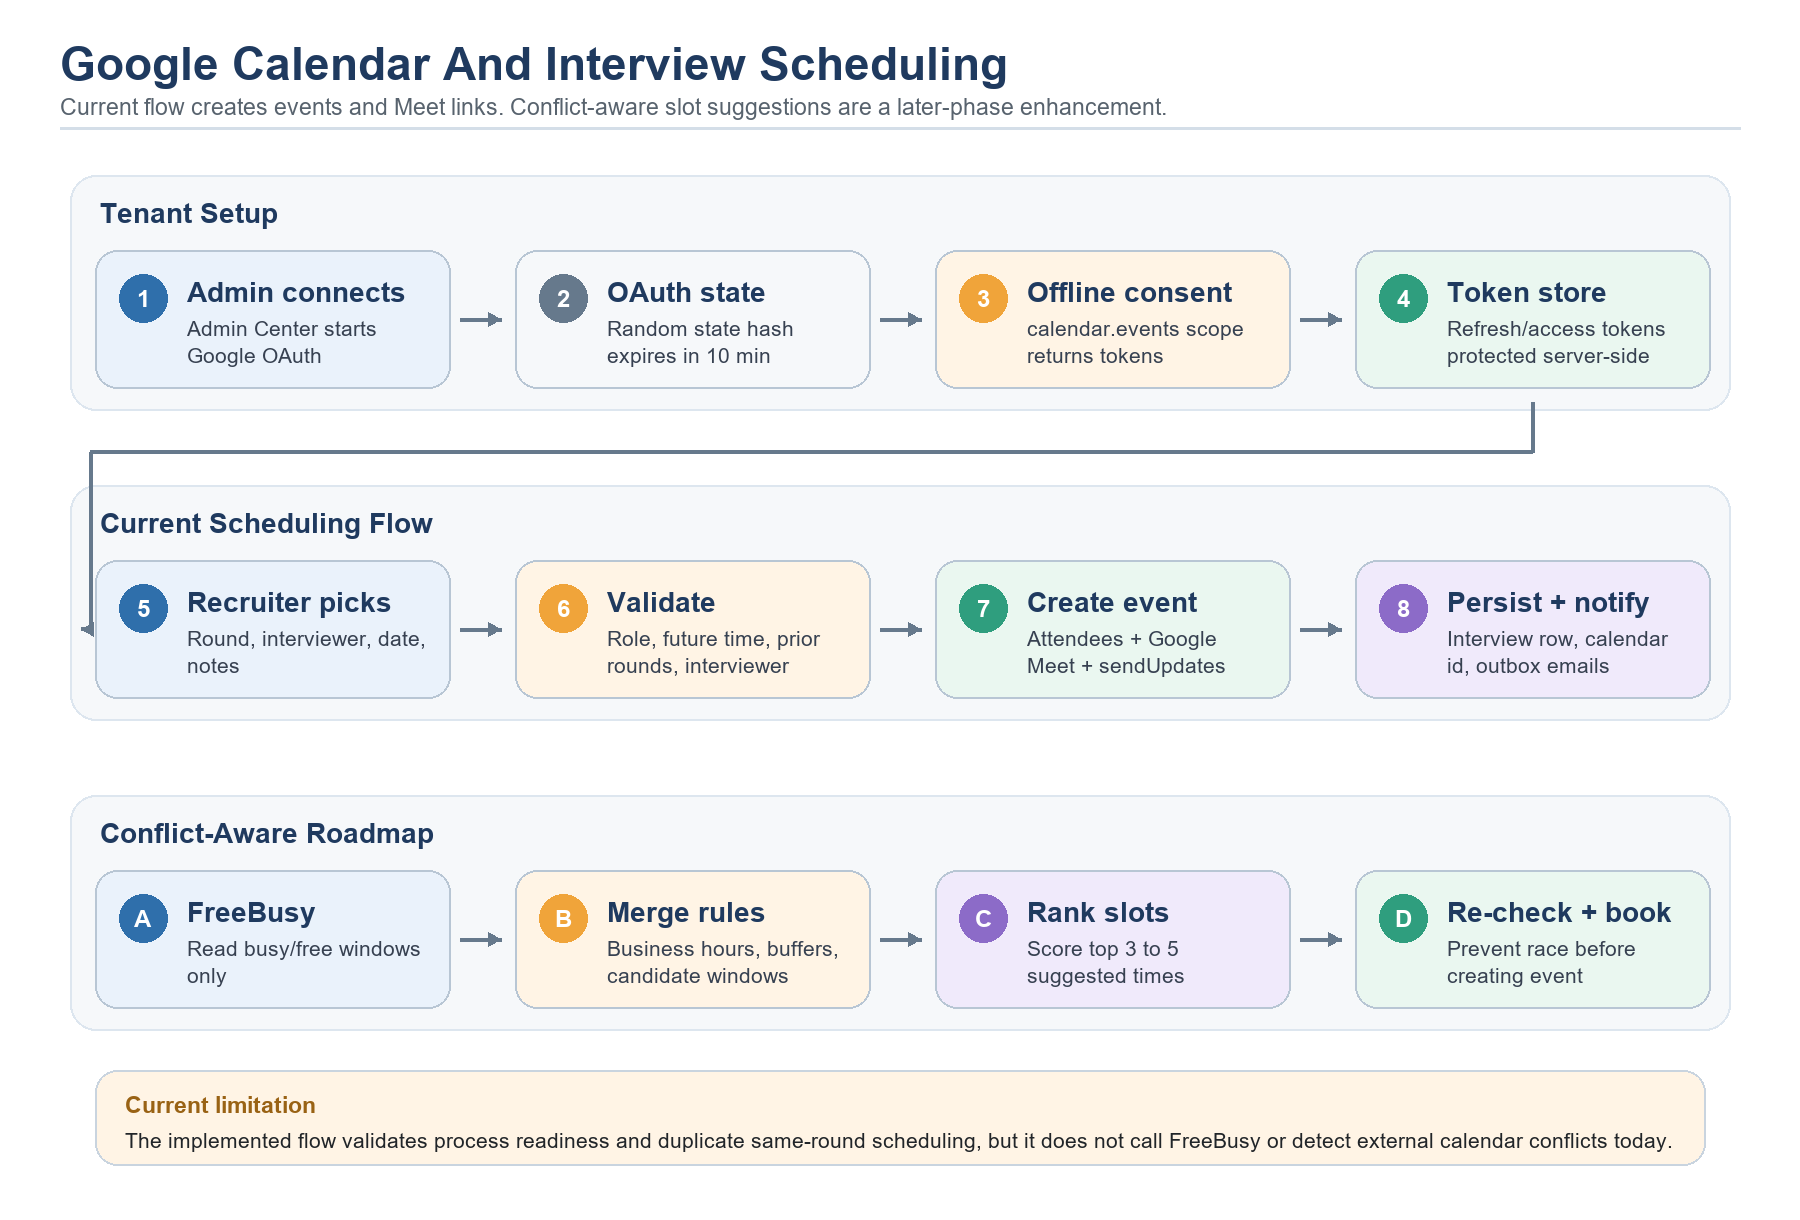 Google Calendar And Interview Scheduling
Current flow creates events and Meet links. Conflict-aware slot suggestions are a later-phase enhancement.
Tenant Setup
1
Admin connects
Admin Center starts
Google OAuth
2
OAuth state
Random state hash
expires in 10 min
3
Offline consent
calendar.events scope
returns tokens
4
Token store
Refresh/access tokens
protected server-side
Current Scheduling Flow
5
Recruiter picks
Round, interviewer, date,
notes
6
Validate
Role, future time, prior
rounds, interviewer
7
Create event
Attendees + Google
Meet + sendUpdates
8
Persist + notify
Interview row, calendar
id, outbox emails
Conflict-Aware Roadmap
A
FreeBusy
Read busy/free windows
only
B
Merge rules
Business hours, buffers,
candidate windows
C
Rank slots
Score top 3 to 5
suggested times
D
Re-check + book
Prevent race before
creating event
Current limitation
The implemented flow validates process readiness and duplicate same-round scheduling, but it does not call FreeBusy or detect external calendar conflicts today.